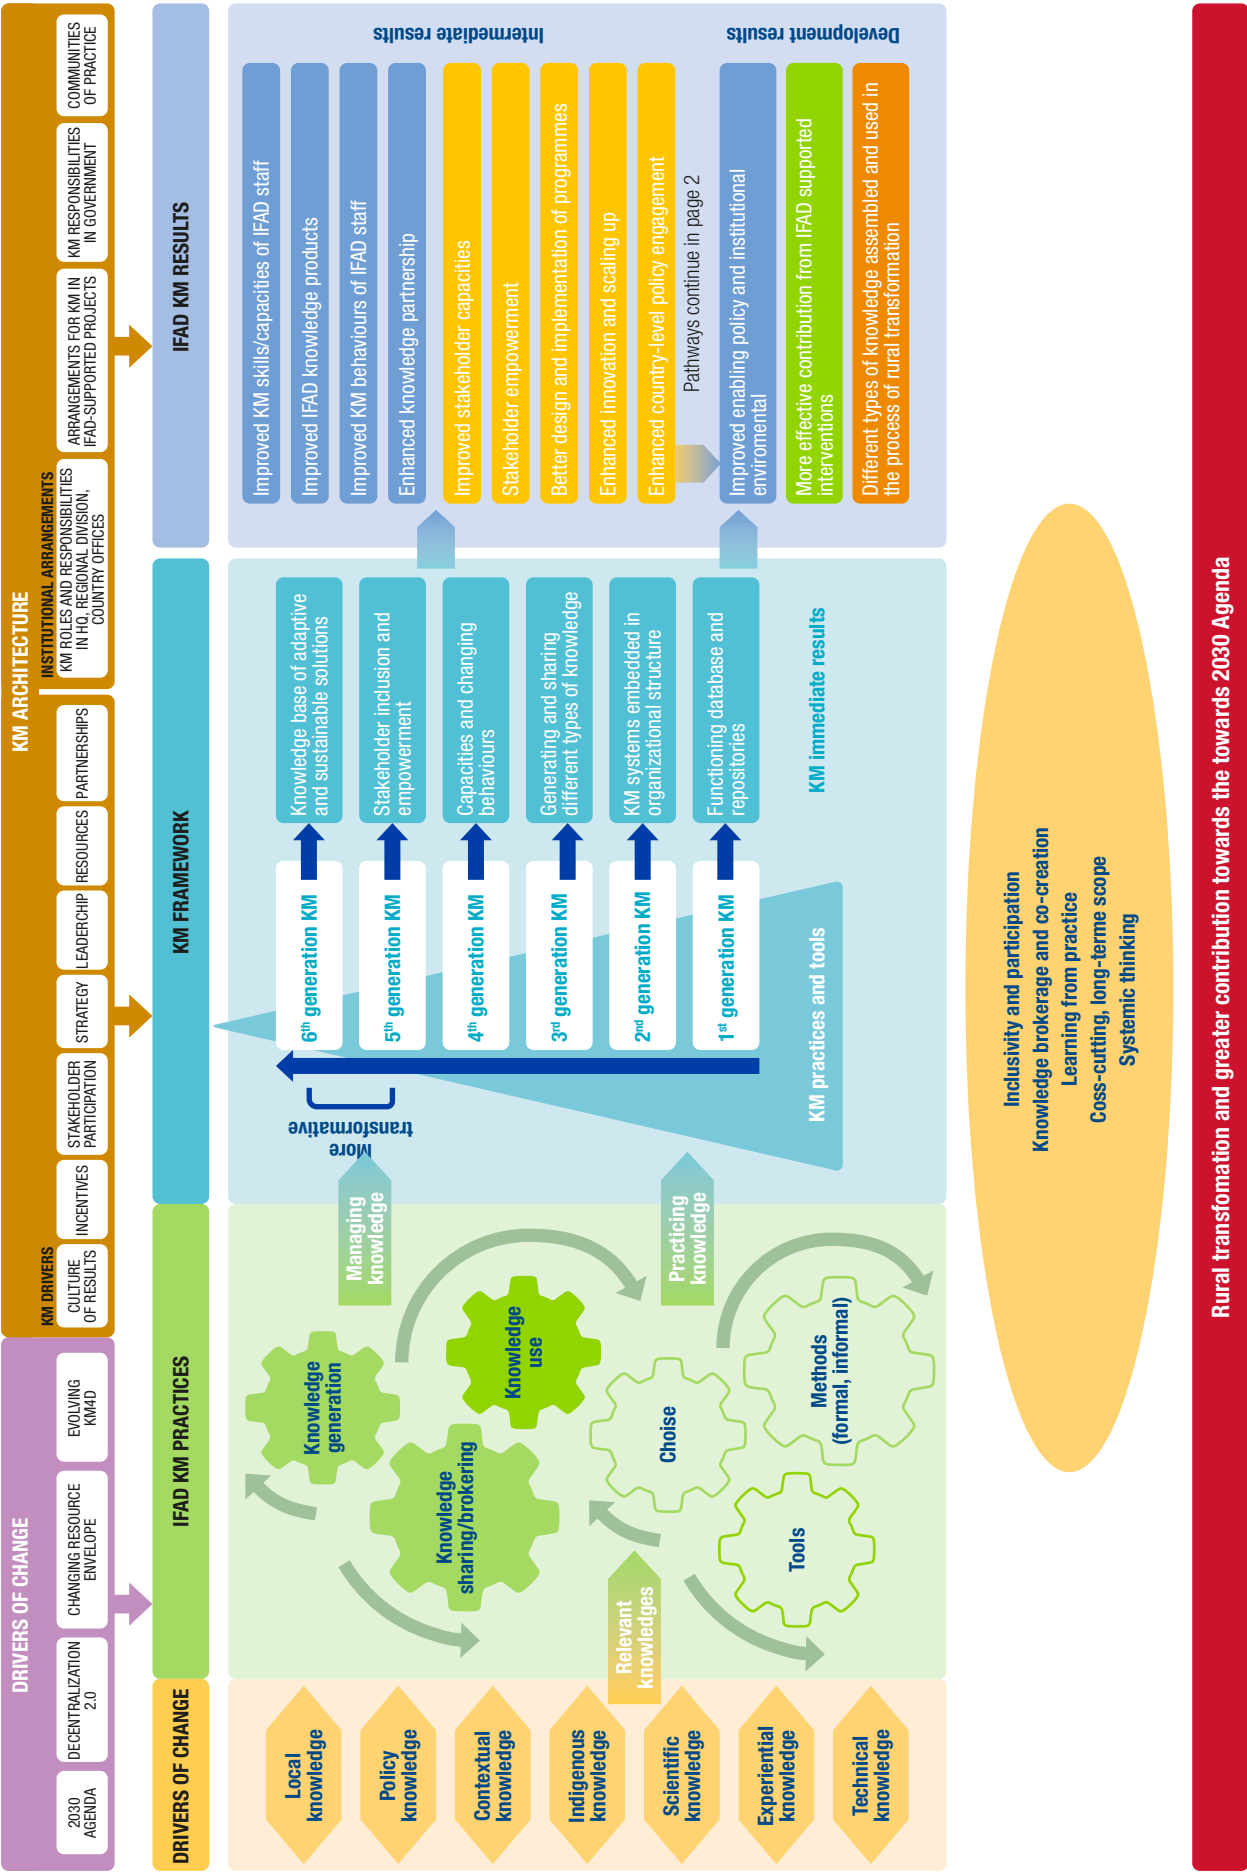 DRIVERS OF CHANGE
2030
AGENDA
DECENTRALIZATION
2.0
CHANGING RESOURCE
ENVELOPE
EVOLVING
KM4D
KM ARCHITECTURE
KM DRIVERS
CULTURE
OF RESULTS
INCENTIVES
STAKEHOLDER
PARTICIPATION
STRATEGY
LEADERCHIP
RESOURCES
PARTNERSHIPS
INSTITUTIONAL ARRANGEMENTS
KM ROLES AND RESPONSIBILITIES
IN HQ, REGIONAL DIVISION,
COUNTRY OFFICES
ARRANGEMENTS FOR KM IN
IFAD-SUPPORTED PROJECTS
KM RESPONSIBILITIES
IN GOVERNMENT
COMMUNITIES
OF PRACTICE
DRIVERS OF CHANGE
Local
knowledge
Policy
knowledge
Contextual
knowledge
Indigenous
knowledge
Scientific
knowledge
Experiential
knowledge
Technical
knowledge
Relevant
knowledges
IFAD KM PRACTICES
Knowledge
generation
Knowledge
sharing/brokering
Knowledge
use
Choise
Tools
Methods
(formal, informal)
Managing
knowledge
Practicing
knowledge
KM FRAMEWORK
More
transformative
6th generation KM
5th generation KM
4th generation KM
3rd generation KM
2nd generation KM
1st generation KM
KM practices and tools
Knowledge base of adaptive
and sustainable solutions
Stakeholder inclusion and
empowerment
Capacities and changing
behaviours
Generating and sharing
different types of knowledge
KM systems embedded in
organizational structure
Functioning database and
repositories
KM immediate results
IFAD KM RESULTS
Improved KM skills/capacities of IFAD staff
Improved IFAD knowledge products
Improved KM behaviours of IFAD staff
Enhanced knowledge partnership
Improved stakeholder capacities
Stakeholder empowerment
Better design and implementation of programmes
Enhanced innovation and scaling up
Enhanced country-level policy engagement
Pathways continue in page 2
Improved enabling policy and institutional
enviromental
More effective contribution from IFAD supported
interventions
Different types of knowledge assembled and used in
the process of rural transformation
Intermediate results
Development results
Inclusivity and participation
Knowledge brokerage and co-creation
Learning from practice
Coss-cutting, long-terme scope
Systemic thinking
Rural transfomation and greater contribution towards the towards 2030 Agenda